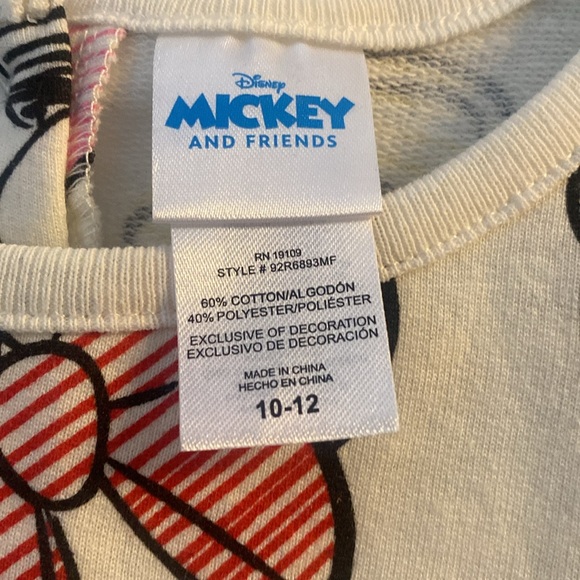 Disney
MICKEY
AND FRIENDS
RN 19109
STYLE # 92R6893MF
60% COTTON/ALGODÓN
40% POLYESTER/POLIÉSTER
EXCLUSIVE OF DECORATION
EXCLUSIVO DE DECORACIÓN
MADE IN CHINA
HECHO EN CHINA
10-12